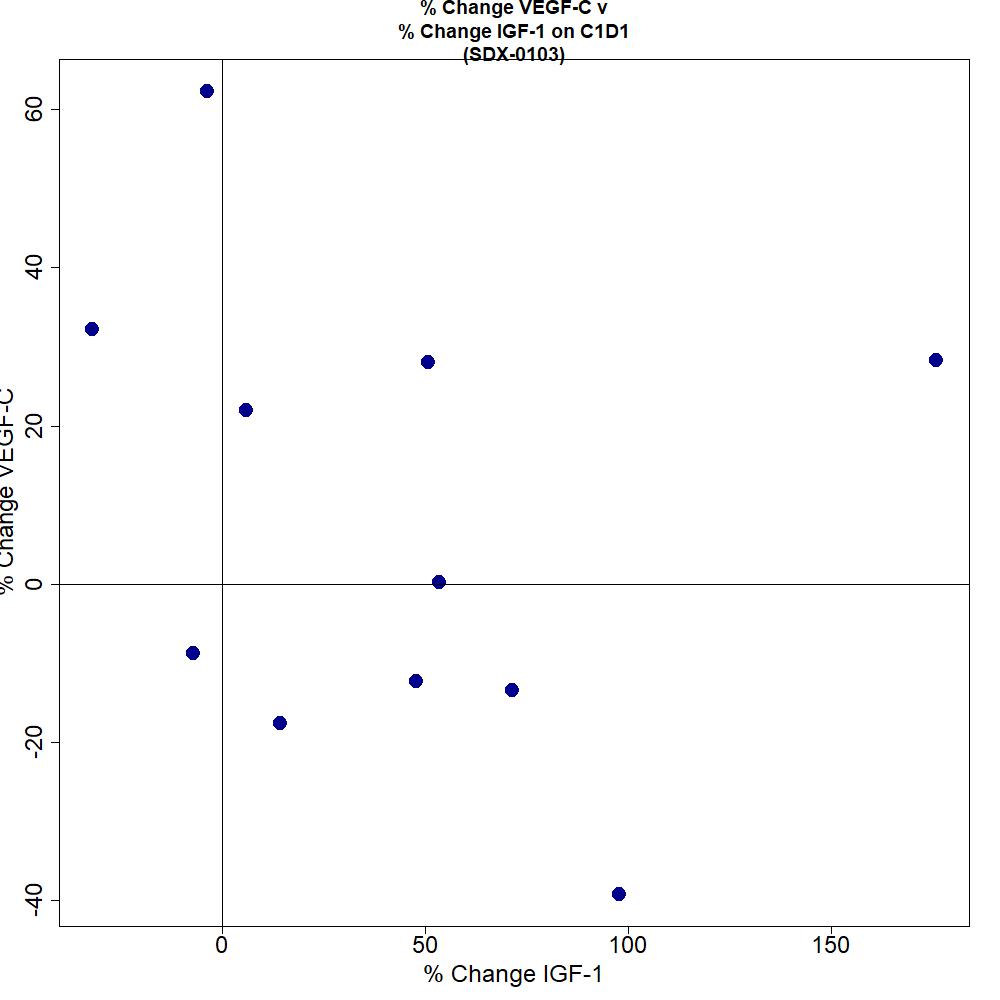 % Change VEGF-C v
% Change IGF-1 on C1D1
(SDX-0103)
60
40
20
0
-20
-40
% Change VEGF-C
0
50
100
150
% Change IGF-1